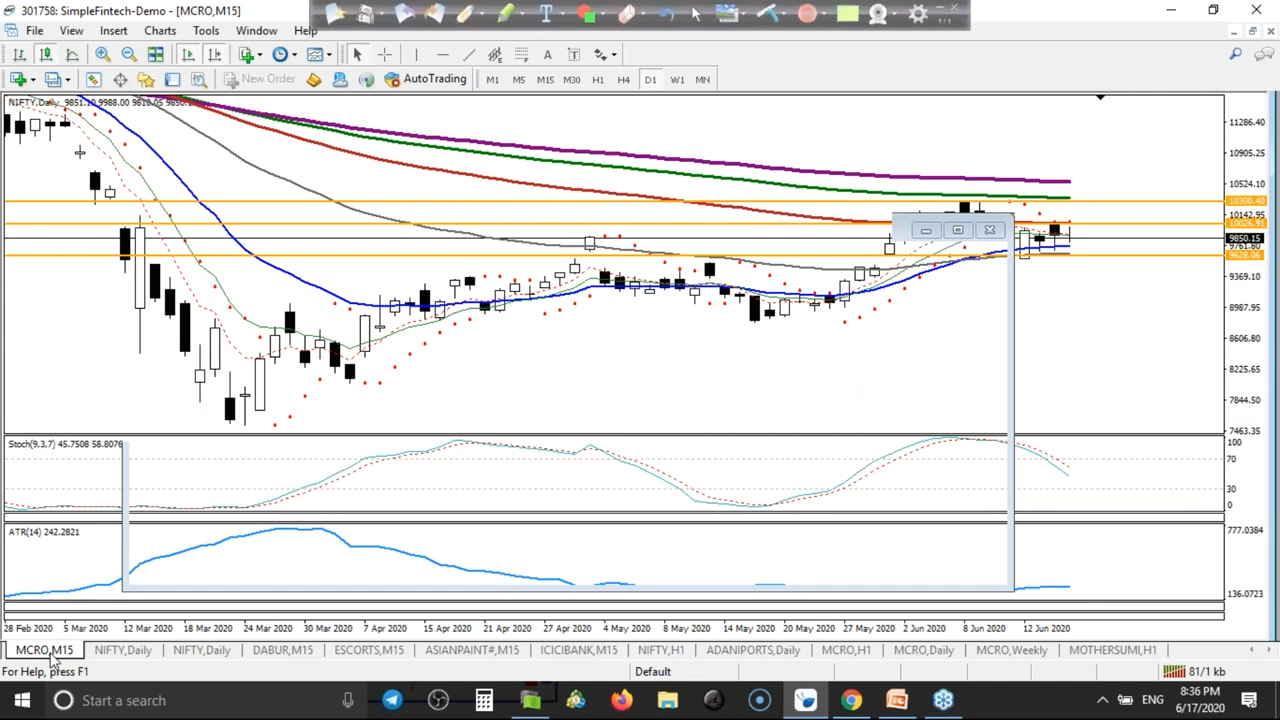 301758: SimpleFintech-Demo - [MCRO,M15]
1/1
File View Insert Charts Tools Window Help
New Order AutoTrading M1 M5 M15 M30 H1 H4 D1 W1 MN
11286.40
10905.25
10524.10
10300.40
10142.95
9850.15
9628.06
9369.10
8987.95
8606.80
8225.65
7844.50
7463.35
Stoch(9,3,7) 45.7508 58.8076
100
70
30
0
ATR(14) 242.2821
777.0384
136.0723
28 Feb 2020 5 Mar 2020 12 Mar 2020 18 Mar 2020 24 Mar 2020 30 Mar 2020 7 Apr 2020 15 Apr 2020 21 Apr 2020 27 Apr 2020 4 May 2020 8 May 2020 14 May 2020 20 May 2020 27 May 2020 2 Jun 2020 8 Jun 2020 12 Jun 2020
MCRO,M15 NIFTY,Daily NIFTY,Daily DABUR,M15 ESCORTS,M15 ASIANPAINT#,M15 ICICIBANK,M15 NIFTY,H1 ADANIPORTS,Daily MCRO,H1 MCRO,Daily MCRO,Weekly MOTHERSUMI,H1
For Help, press F1 Default 81/1 kb
Start a search ENG 8:36 PM
6/17/2020